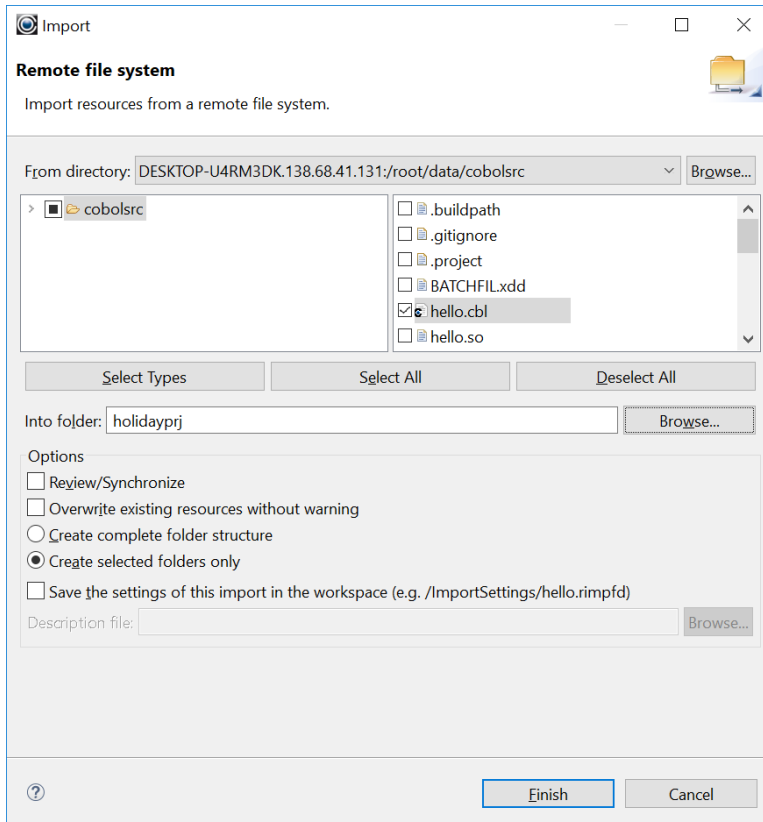 Import
Remote file system
Import resources from a remote file system.
From directory: DESKTOP-U4RM3DK.138.68.41.131:/root/data/cobolsrc Browse...
cobolsrc
.buildpath
.gitignore
.project
BATCHFIL.xdd
hello.cbl
hello.so
Select Types Select All Deselect All
Into folder: holidayprj Browse...
Options
Review/Synchronize
Overwrite existing resources without warning
Create complete folder structure
Create selected folders only
Save the settings of this import in the workspace (e.g. /ImportSettings/hello.rimpfd)
Description file: Browse...
? Finish Cancel